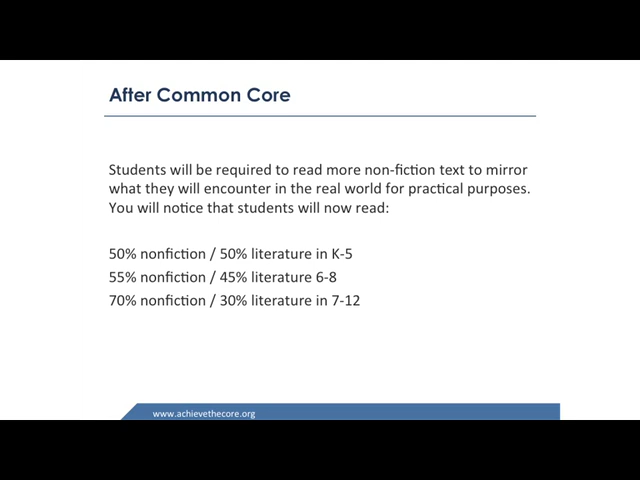 After Common Core
Students will be required to read more non-fiction text to mirror
what they will encounter in the real world for practical purposes.
You will notice that students will now read:
50% nonfiction / 50% literature in K-5
55% nonfiction / 45% literature 6-8
70% nonfiction / 30% literature in 7-12
www.achievethecore.org